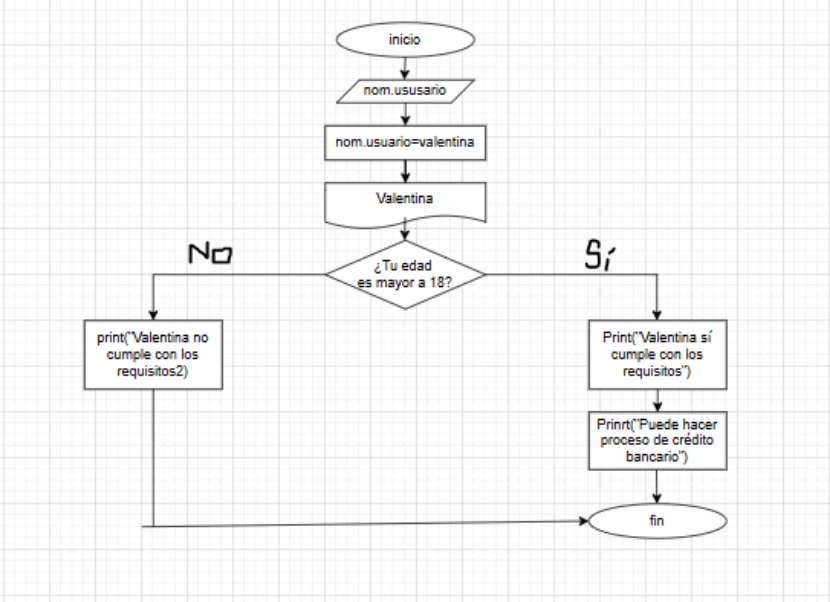 inicio
nom.ususario
nom.usuario=valentina
Valentina
¿Tu edad
es mayor a 18?
No
Sí
print("Valentina no
cumple con los
requisitos2)
Print("Valentina sí
cumple con los
requisitos")
Prinrt("Puede hacer
proceso de crédito
bancario")
fin